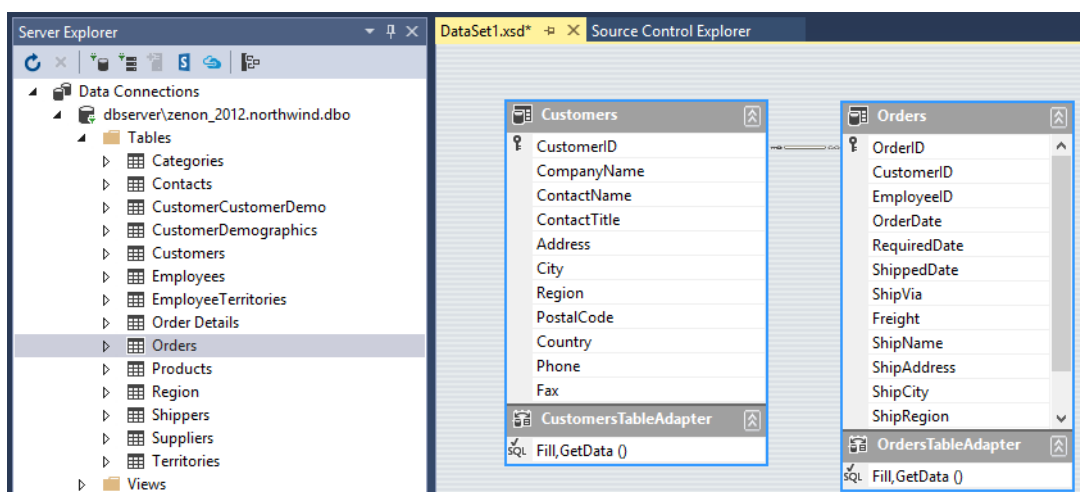 Server Explorer
Data Connections
dbserver\zenon_2012.northwind.dbo
Tables
Categories
Contacts
CustomerCustomerDemo
CustomerDemographics
Customers
Employees
EmployeeTerritories
Order Details
Orders
Products
Region
Shippers
Suppliers
Territories
Views
DataSet1.xsd*
Source Control Explorer
Customers
CustomerID
CompanyName
ContactName
ContactTitle
Address
City
Region
PostalCode
Country
Phone
Fax
CustomersTableAdapter
SQL Fill,GetData ()
Orders
OrderID
CustomerID
EmployeeID
OrderDate
RequiredDate
ShippedDate
ShipVia
Freight
ShipName
ShipAddress
ShipCity
ShipRegion
OrdersTableAdapter
SQL Fill,GetData ()